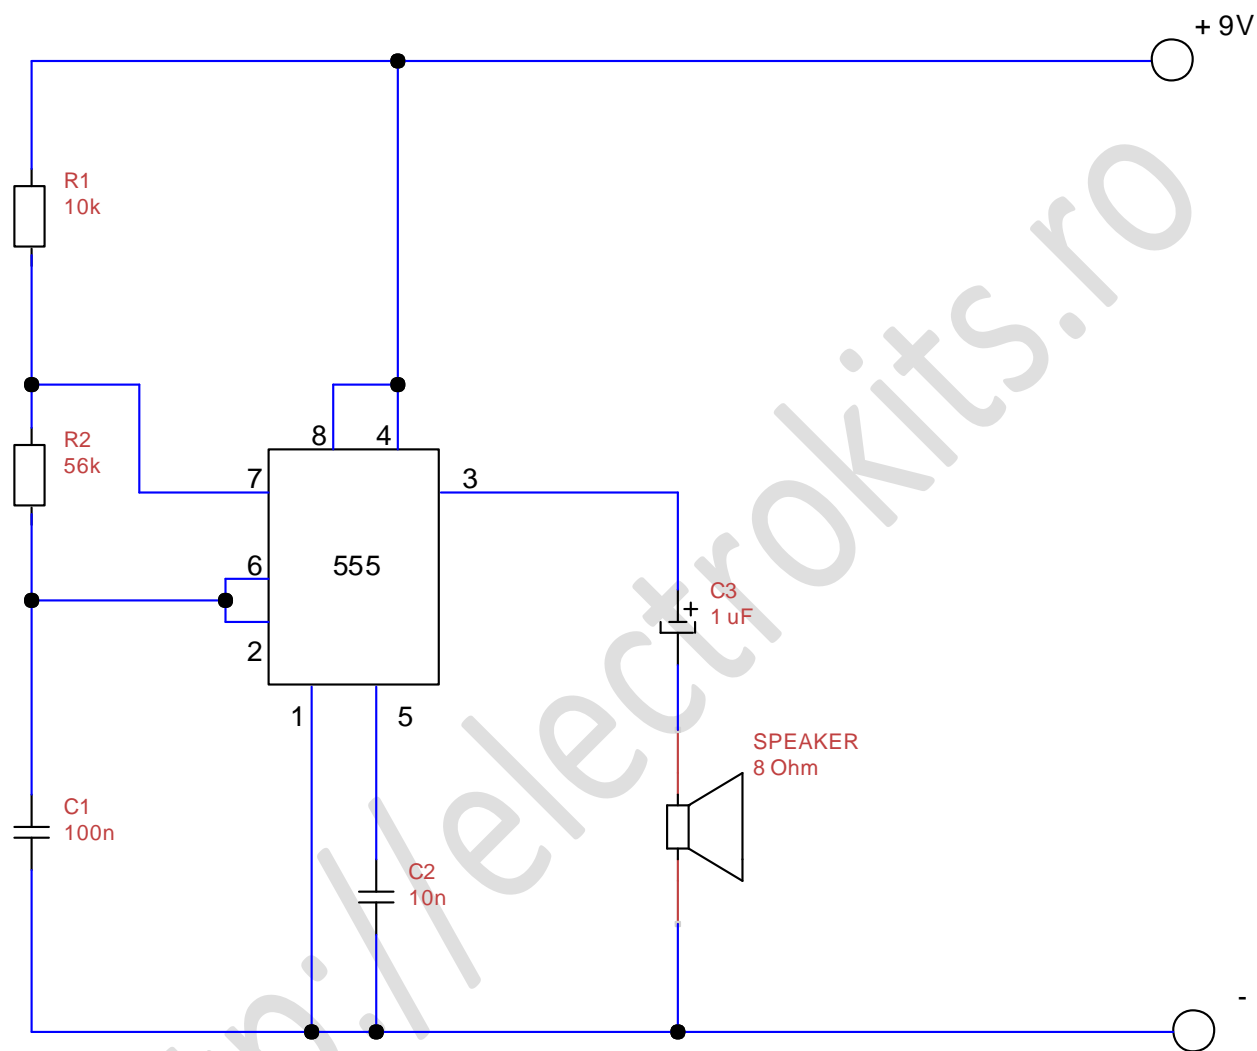 + 9V
R1
10k
R2
56k
8
4
7
3
6
555
2
C3
+
1 uF
1
5
SPEAKER
8 Ohm
C1
100n
C2
10n
-
p://electrokits.ro